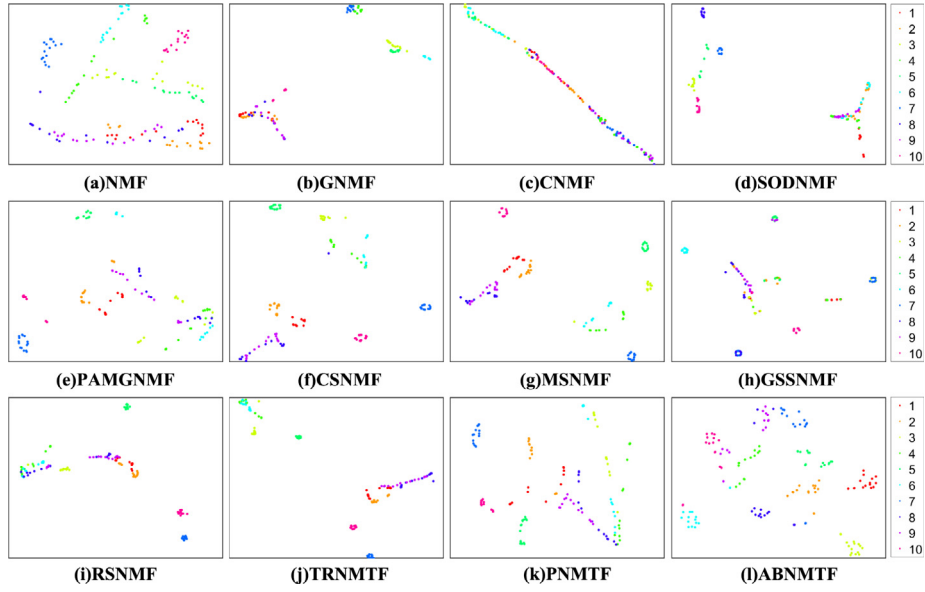 1
2
3
4
5
6
7
8
9
10
(a)NMF
(b)GNMF
(c)CNMF
(d)SODNMF
1
2
3
4
5
6
7
8
9
10
(e)PAMGNMF
(f)CSNMF
(g)MSNMF
(h)GSSNMF
1
2
3
4
5
6
7
8
9
10
(i)RSNMF
(j)TRNMTF
(k)PNMTF
(l)ABNMTF